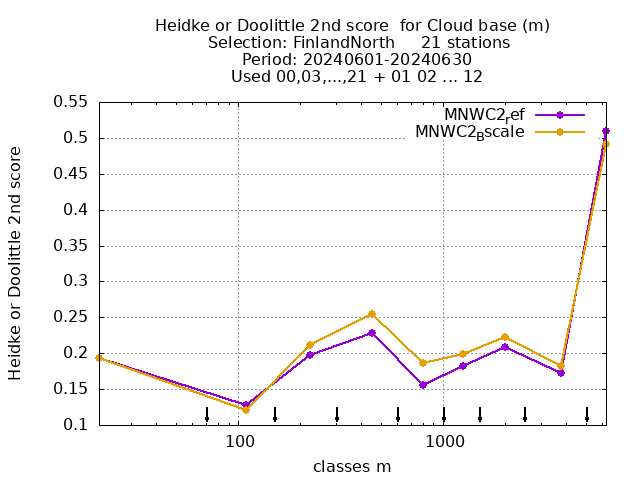 Heidke or Doolittle 2nd score  for Cloud base (m)
Selection: FinlandNorth     21 stations
Period: 20240601-20240630
Used 00,03,...,21 + 01 02 ... 12
MNWC2ref
MNWC2Bscale
Heidke or Doolittle 2nd score
0.55
0.5
0.45
0.4
0.35
0.3
0.25
0.2
0.15
0.1
100 1000
classes m